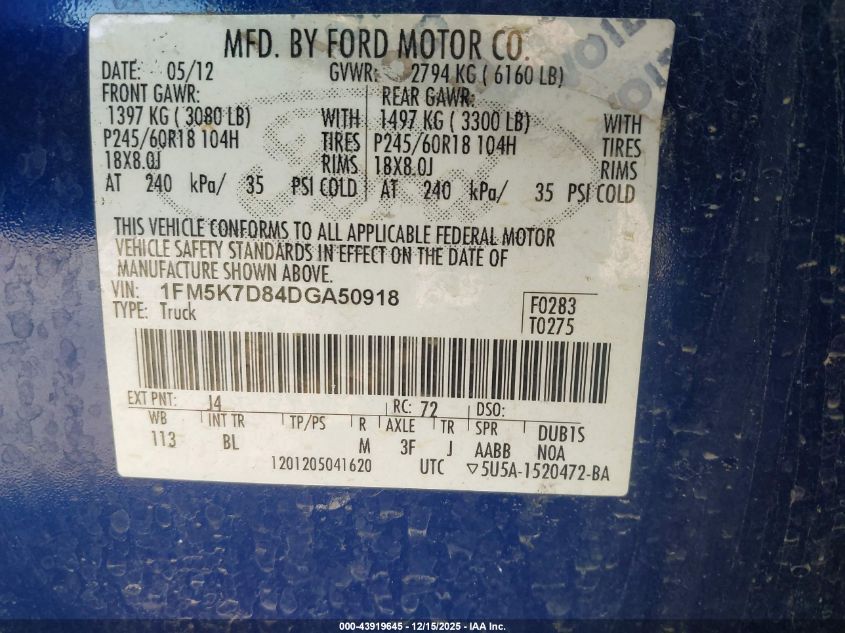 MFD. BY FORD MOTOR CO.
DATE: 05/12 GVWR: 2794 KG ( 6160 LB)
FRONT GAWR: REAR GAWR:
1397 KG ( 3080 LB) WITH 1497 KG ( 3300 LB) WITH
P245/60R18 104H TIRES P245/60R18 104H TIRES
18X8.0J RIMS 18X8.0J RIMS
AT 240 kPa/ 35 PSI COLD AT 240 kPa/ 35 PSI COLD
THIS VEHICLE CONFORMS TO ALL APPLICABLE FEDERAL MOTOR
VEHICLE SAFETY STANDARDS IN EFFECT ON THE DATE OF
MANUFACTURE SHOWN ABOVE.
VIN: 1FM5K7D84DGA50918
TYPE: Truck
F0283
T0275
EXT PNT: J4 RC: 72 DSO:
WB INT TR TP/PS R AXLE TR SPR DUB1S
113 BL M 3F J AABB N0A
1201205041620 UTC ▽5U5A-1520472-BA
000-43919645 - 12/15/2025 - IAA Inc.